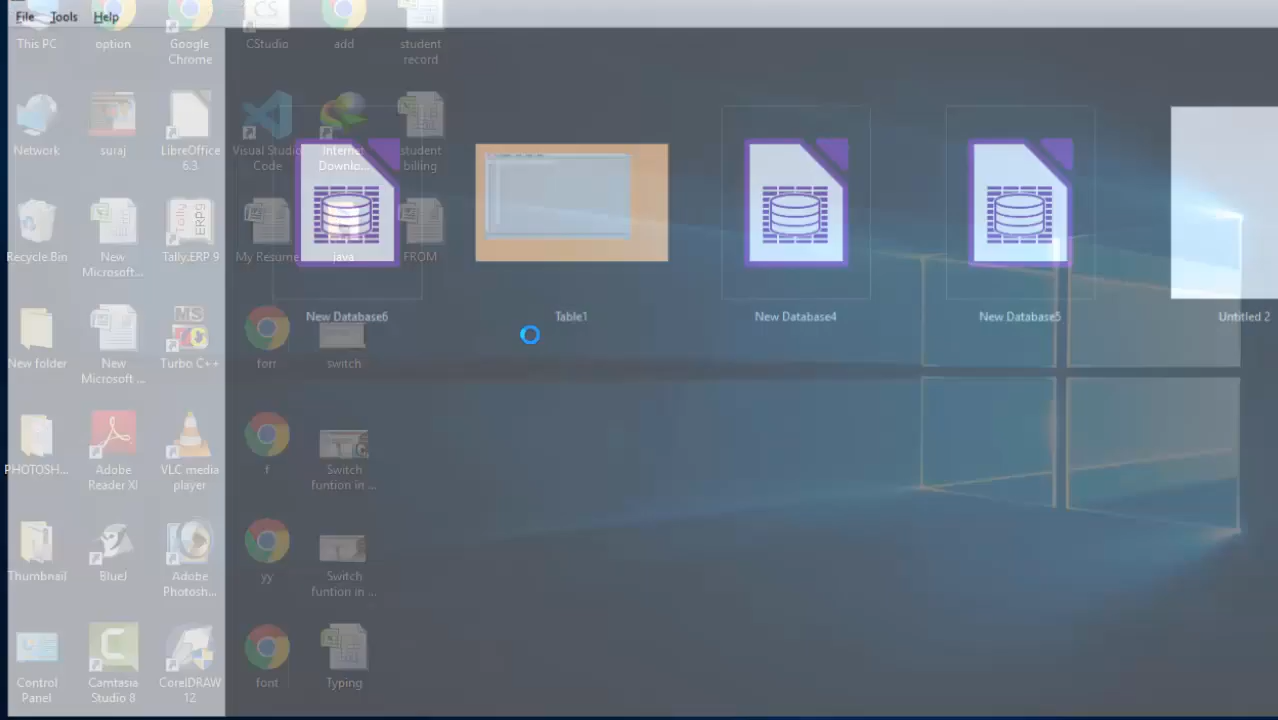 File Tools Help
This PC
option
Google
Chrome
CStudio
add
student
record
Network
suraj
LibreOffice
6.3
Visual Studio
Code
Internet
Downlo...
student
billing
Recycle Bin
New
Microsoft...
Tally.ERP 9
My Resume
java
FROM
New Database6
Table1
New Database4
New Database5
Untitled 2
New folder
New
Microsoft ...
Turbo C++
forr
switch
PHOTOSH...
Adobe
Reader XI
VLC media
player
f
Switch
funtion in ...
Thumbnail
BlueJ
Adobe
Photosh...
yy
Switch
funtion in ...
Control
Panel
Camtasia
Studio 8
CorelDRAW
12
font
Typing